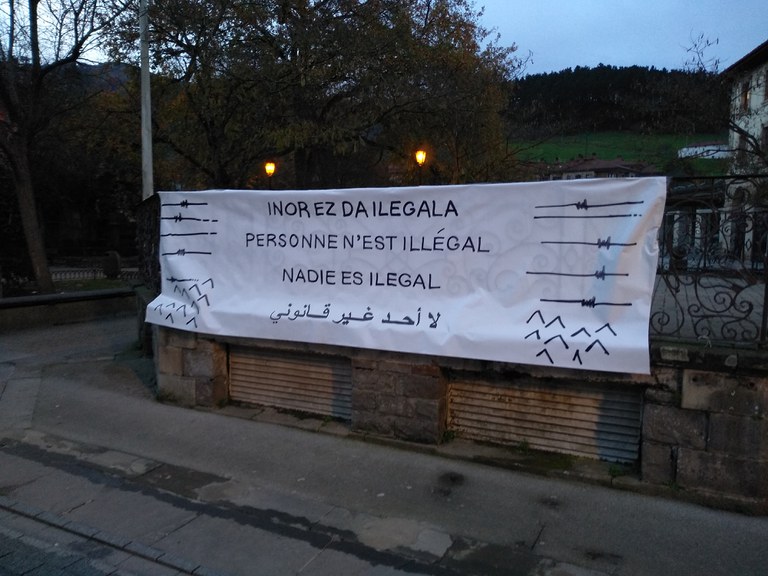 INOR EZ DA ILEGALA
PERSONNE N'EST ILLÉGAL
NADIE ES ILEGAL
لا أحد غير قانوني